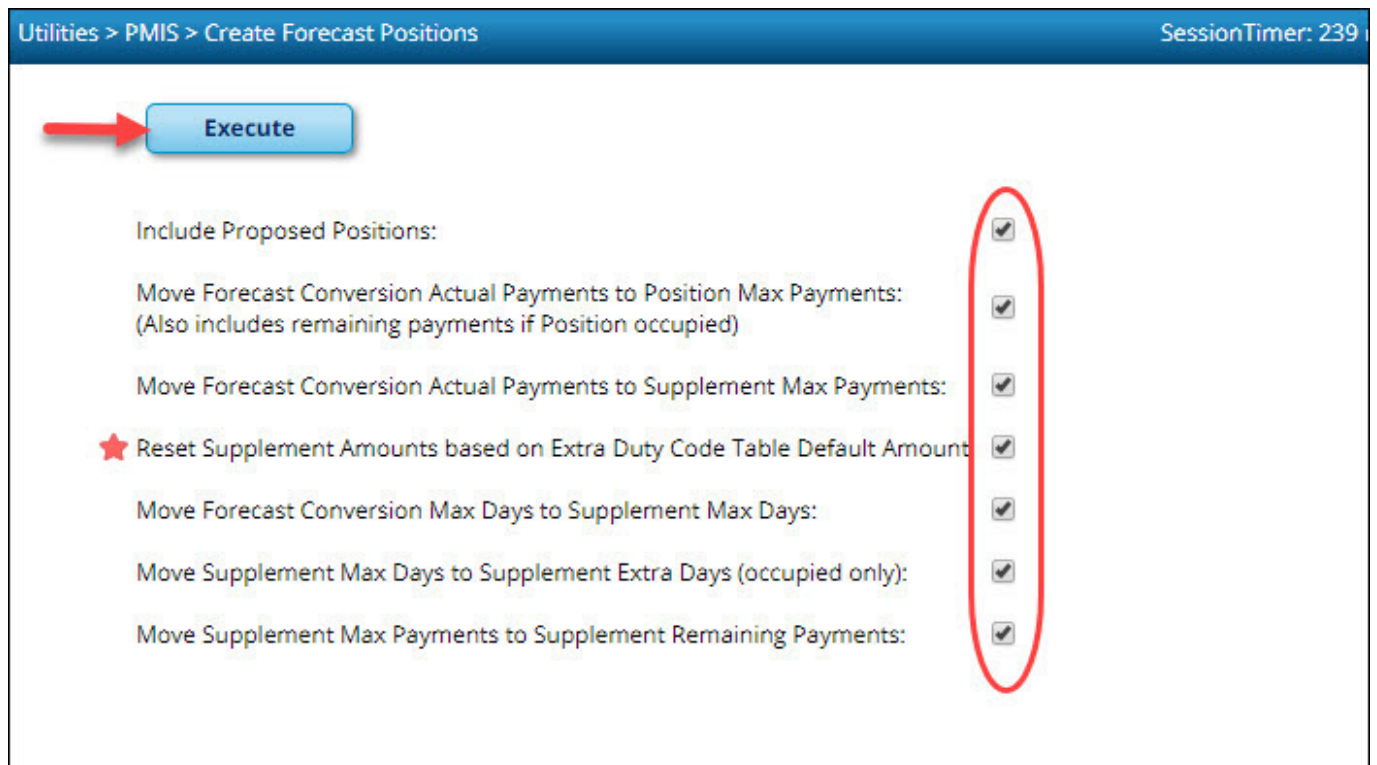 Utilities > PMIS > Create Forecast Positions
SessionTimer: 239
Execute
Include Proposed Positions:
Move Forecast Conversion Actual Payments to Position Max Payments:
(Also includes remaining payments if Position occupied)
Move Forecast Conversion Actual Payments to Supplement Max Payments:
Reset Supplement Amounts based on Extra Duty Code Table Default Amount
Move Forecast Conversion Max Days to Supplement Max Days:
Move Supplement Max Days to Supplement Extra Days (occupied only):
Move Supplement Max Payments to Supplement Remaining Payments: